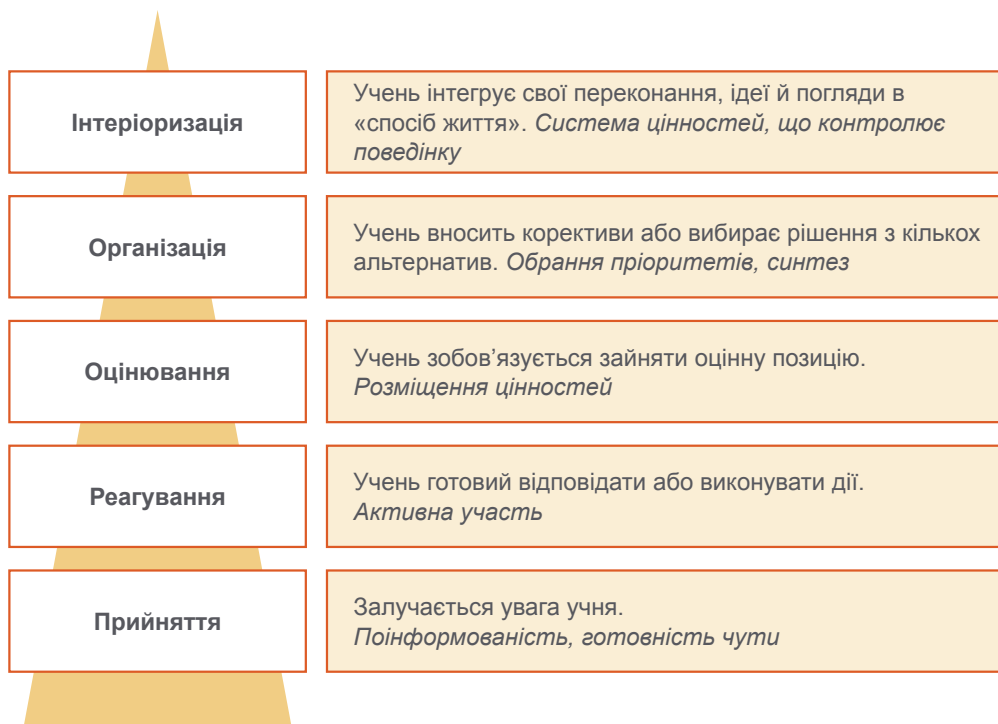 Інтеріоризація
Учень інтегрує свої переконання, ідеї й погляди в
«спосіб життя». Система цінностей, що контролює
поведінку
Організація
Учень вносить корективи або вибирає рішення з кількох
альтернатив. Обрання пріоритетів, синтез
Оцінювання
Учень зобов’язується зайняти оцінну позицію.
Розміщення цінностей
Реагування
Учень готовий відповідати або виконувати дії.
Активна участь
Прийняття
Залучається увага учня.
Поінформованість, готовність чути